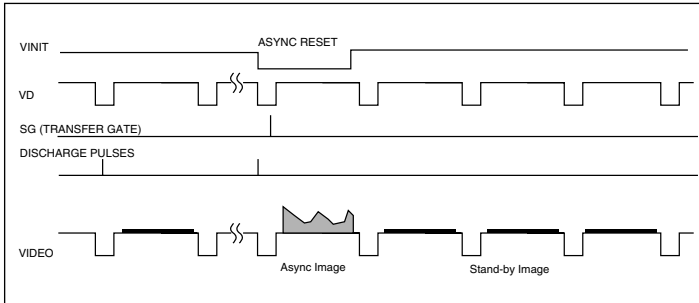 VINIT
ASYNC RESET
VD
SG (TRANSFER GATE)
DISCHARGE PULSES
VIDEO
Async Image
Stand-by Image